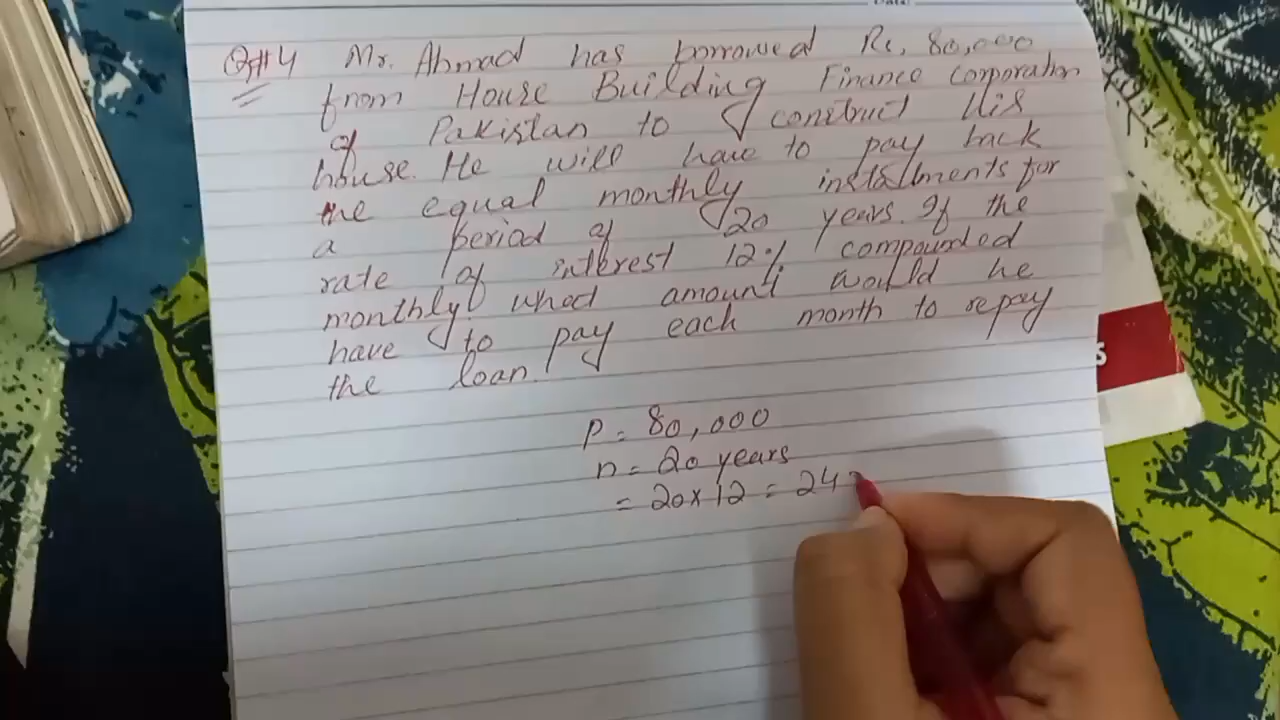 Q#4 Mr. Ahmad has borrowed Rs. 80,000
from House Building Finance Corporation
of Pakistan to construct His
house. He will have to pay back
the equal monthly installments for
a period of 20 years. If the
rate of interest 12% compounded
monthly. what amount would he
have to pay each month to repay
the loan.
P = 80,000
n = 20 years
= 20 x 12 = 24
S